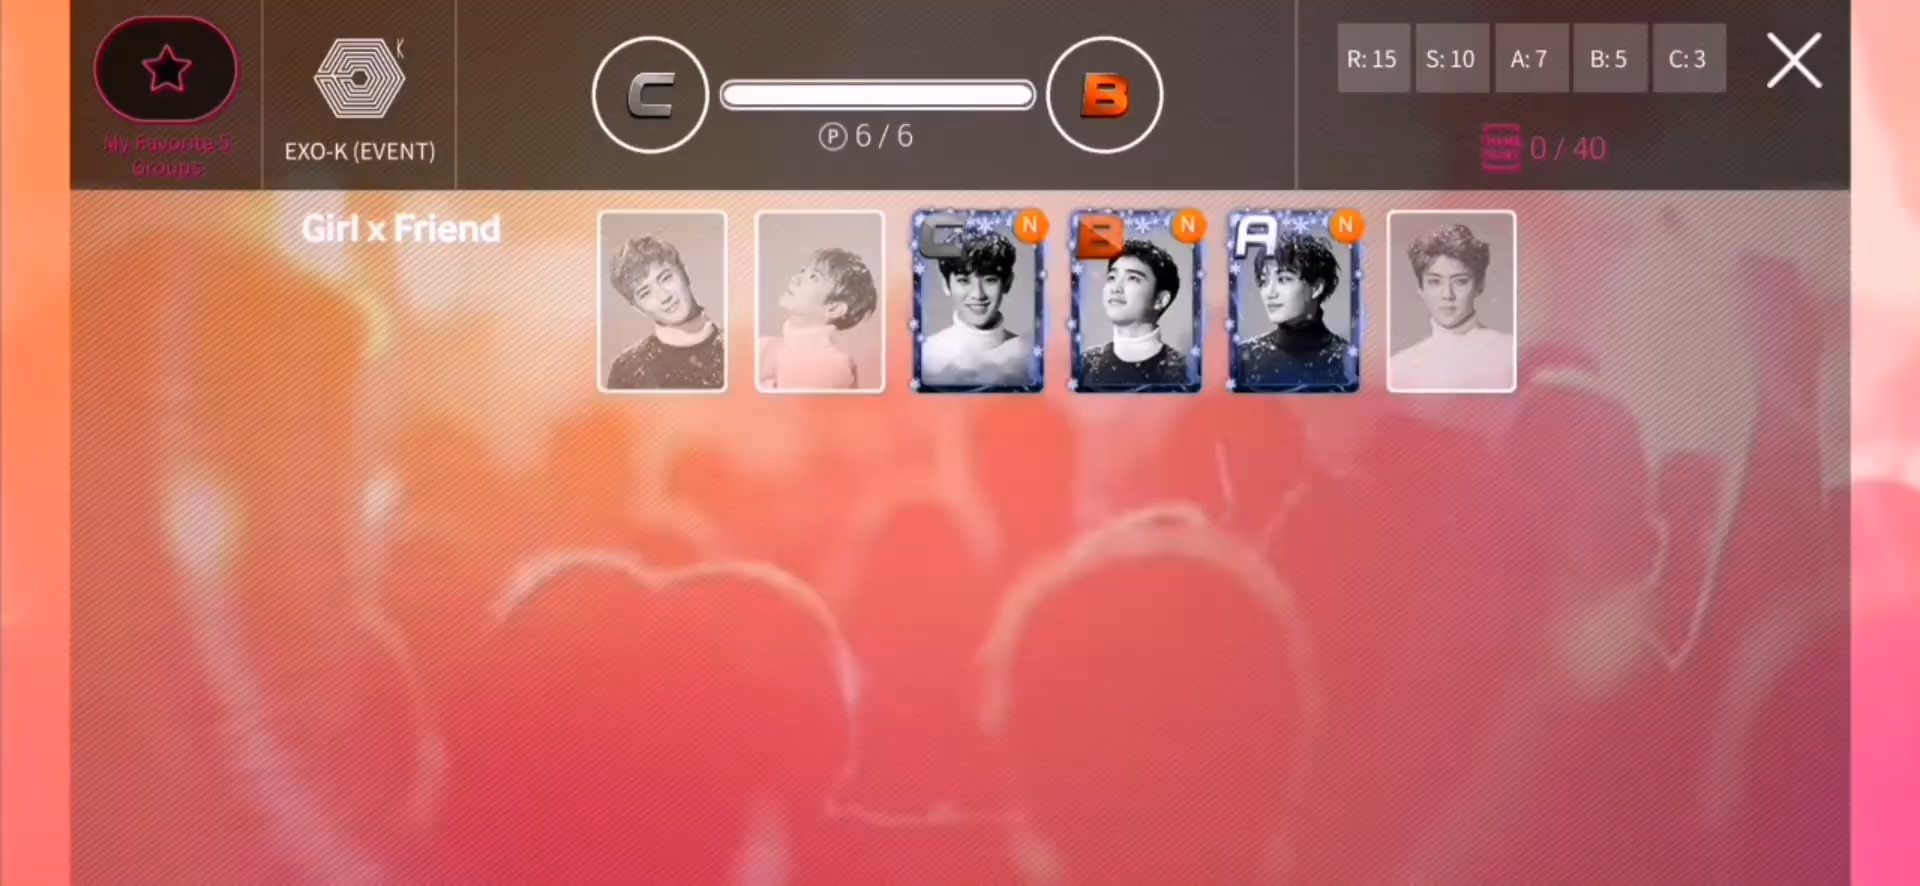 My Favorite 5
Groups
K
EXO-K (EVENT)
C
B
P 6 / 6
R: 15
S: 10
A: 7
B: 5
C: 3
0 / 40
Girl x Friend
C
N
B
N
A
N